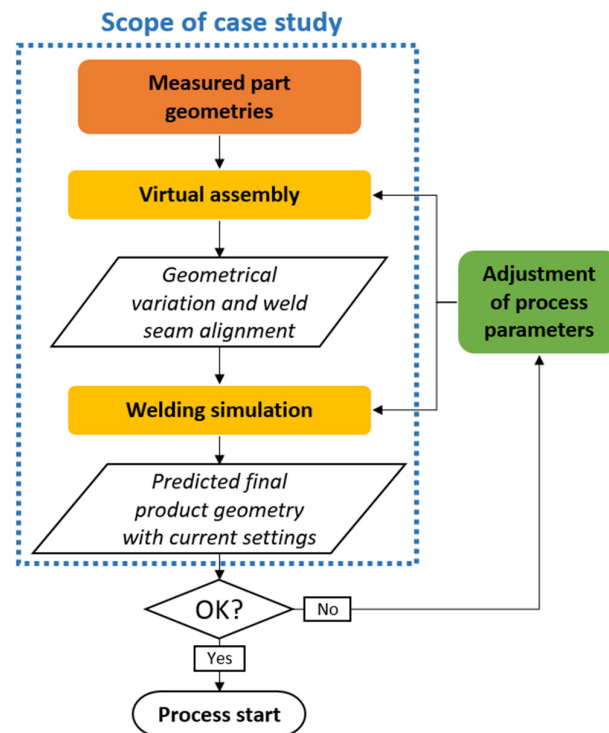 Scope of case study
Measured part
geometries
Virtual assembly
Geometrical
variation and weld
seam alignment
Adjustment
of process
parameters
Welding simulation
Predicted final
product geometry
with current settings
OK?
No
Yes
Process start